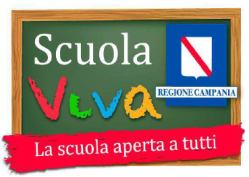 Scuola
Viva
REGIONE CAMPANIA
La scuola aperta a tutti